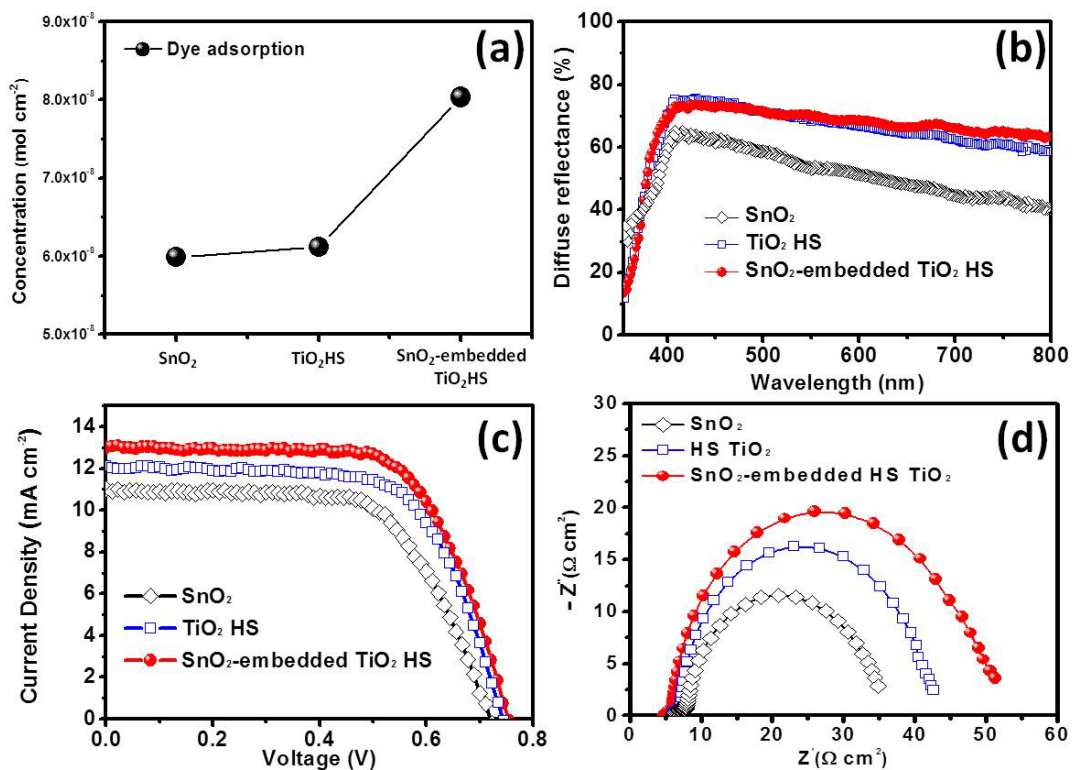 (a)
Dye adsorption
Concentration (mol cm⁻²)
9.0x10⁻⁸
8.0x10⁻⁸
7.0x10⁻⁸
6.0x10⁻⁸
5.0x10⁻⁸
SnO₂
TiO₂HS
SnO₂-embedded
TiO₂HS
(b)
Diffuse reflectance (%)
100
80
60
40
20
0
SnO₂
TiO₂ HS
SnO₂-embedded TiO₂ HS
400 500 600 700 800
Wavelength (nm)
(c)
Current Density (mA cm⁻²)
14
12
10
8
6
4
2
0
SnO₂
TiO₂ HS
SnO₂-embedded TiO₂ HS
0.0 0.2 0.4 0.6 0.8
Voltage (V)
(d)
-Z''(Ω cm²)
30
25
20
15
10
5
0
SnO₂
HS TiO₂
SnO₂-embedded HS TiO₂
0 10 20 30 40 50 60
Z'(Ω cm²)